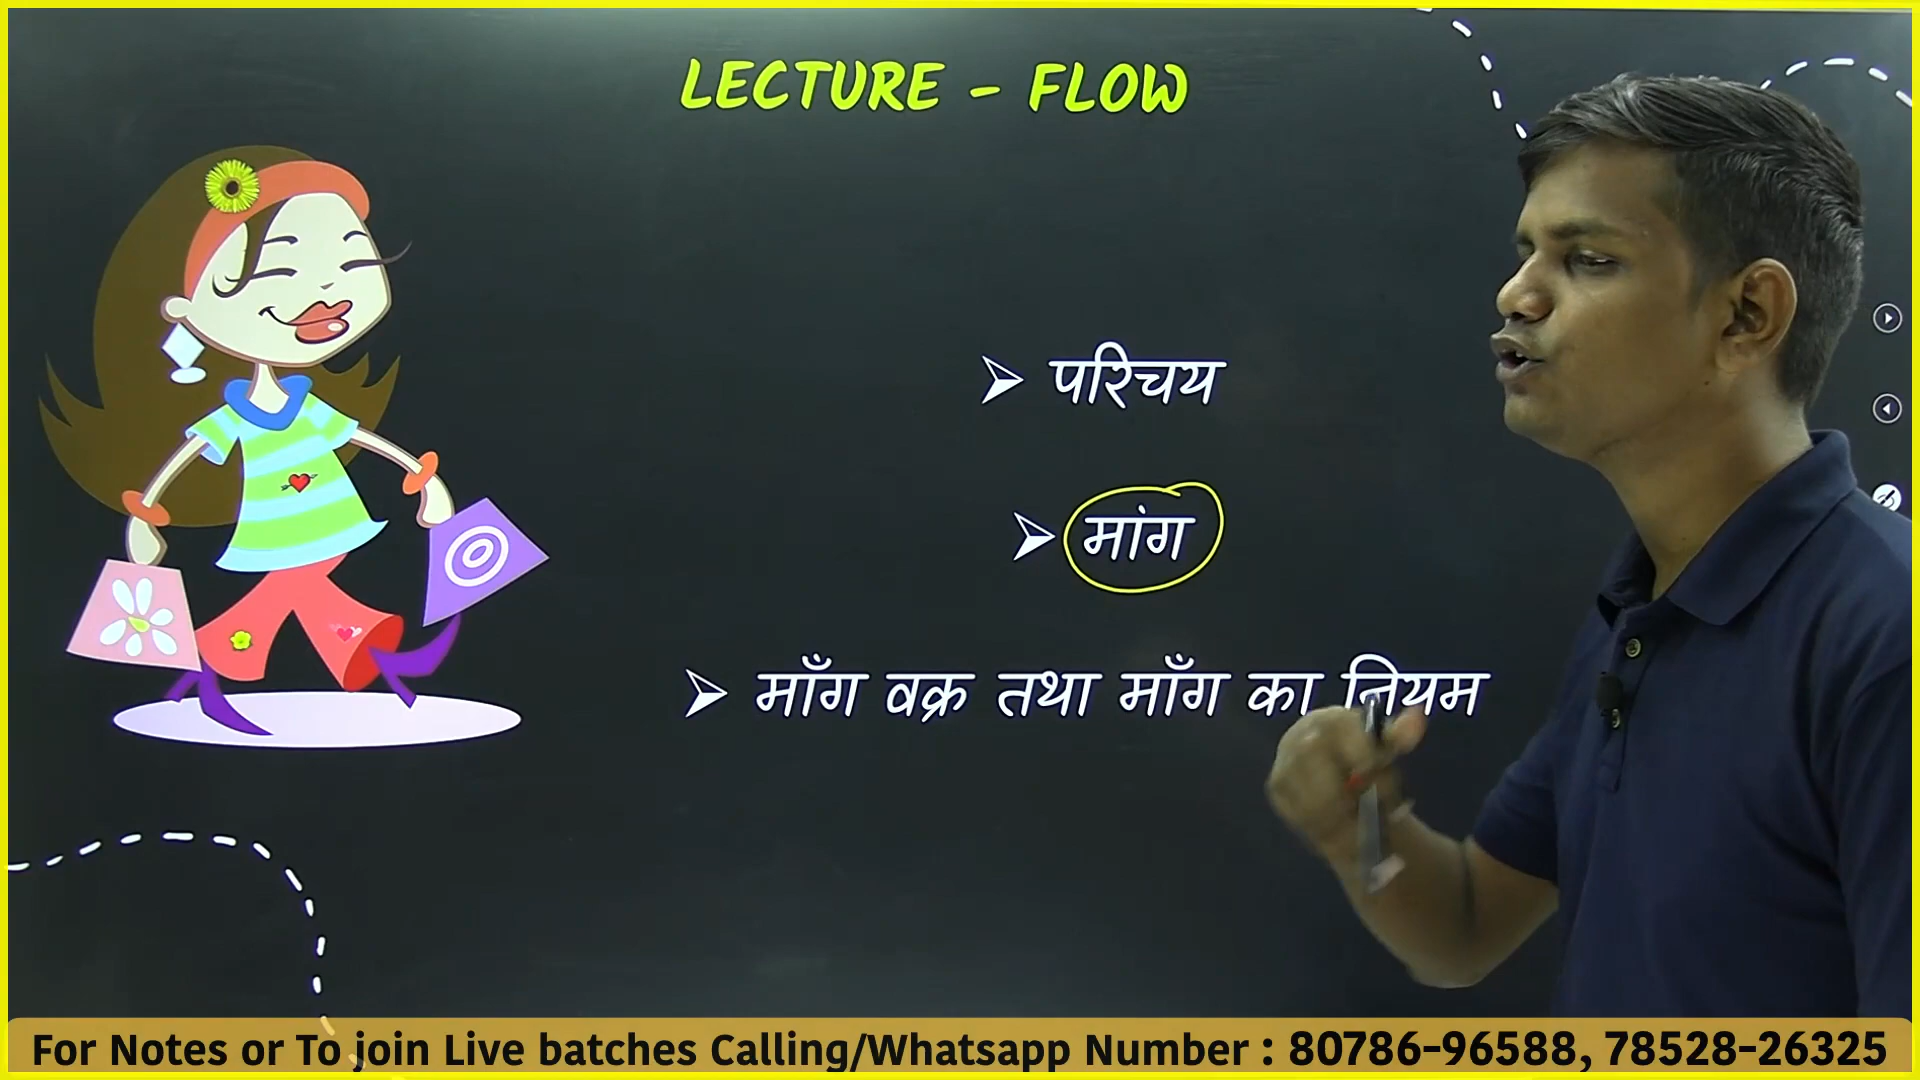 LECTURE - FLOW
➢ परिचय
➢ मांग
➢ माँग वक्र तथा माँग का नियम
For Notes or To join Live batches Calling/Whatsapp Number : 80786-96588, 78528-26325